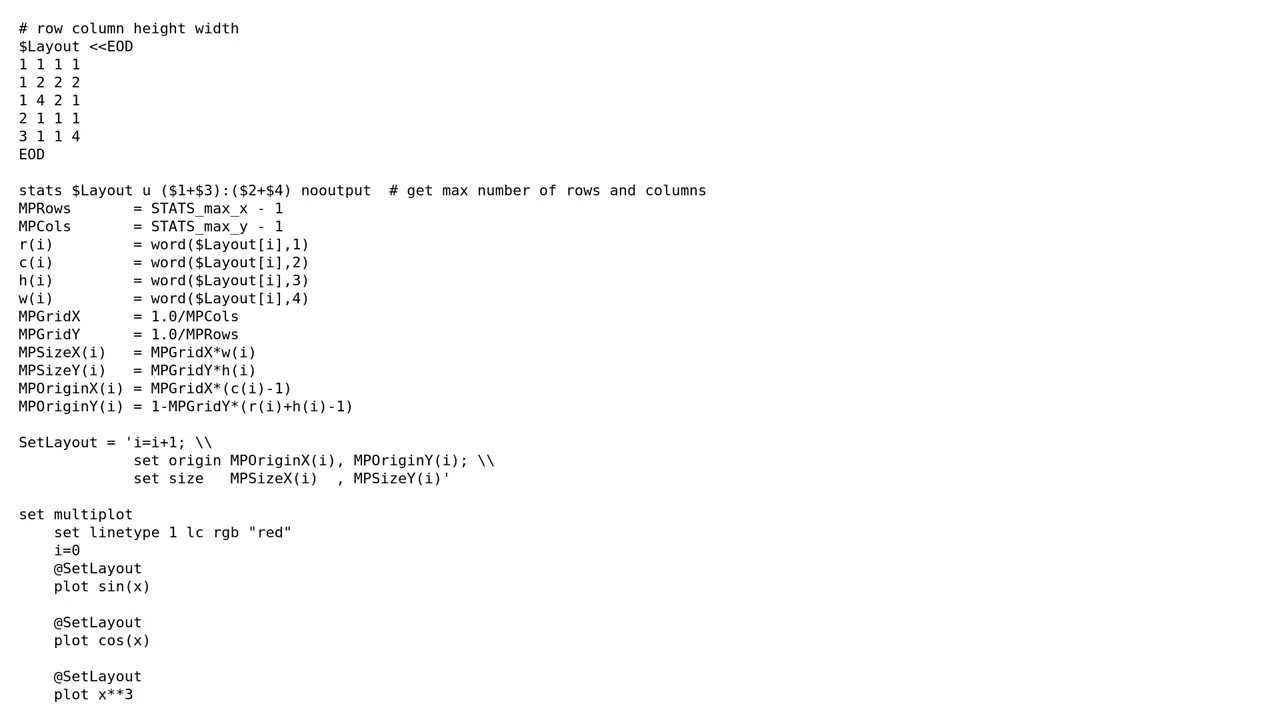 # row column height width
$Layout <<EOD
1 1 1 1
1 2 2 2
1 4 2 1
2 1 1 1
3 1 1 4
EOD

stats $Layout u ($1+$3):($2+$4) nooutput  # get max number of rows and columns
MPRows       = STATS_max_x - 1
MPCols       = STATS_max_y - 1
r(i)         = word($Layout[i],1)
c(i)         = word($Layout[i],2)
h(i)         = word($Layout[i],3)
w(i)         = word($Layout[i],4)
MPGridX      = 1.0/MPCols
MPGridY      = 1.0/MPRows
MPSizeX(i)   = MPGridX*w(i)
MPSizeY(i)   = MPGridY*h(i)
MPOriginX(i) = MPGridX*(c(i)-1)
MPOriginY(i) = 1-MPGridY*(r(i)+h(i)-1)

SetLayout = 'i=i+1; \\
             set origin MPOriginX(i), MPOriginY(i); \\
             set size   MPSizeX(i)  , MPSizeY(i)'

set multiplot
    set linetype 1 lc rgb "red"
    i=0
    @SetLayout
    plot sin(x)

    @SetLayout
    plot cos(x)

    @SetLayout
    plot x**3